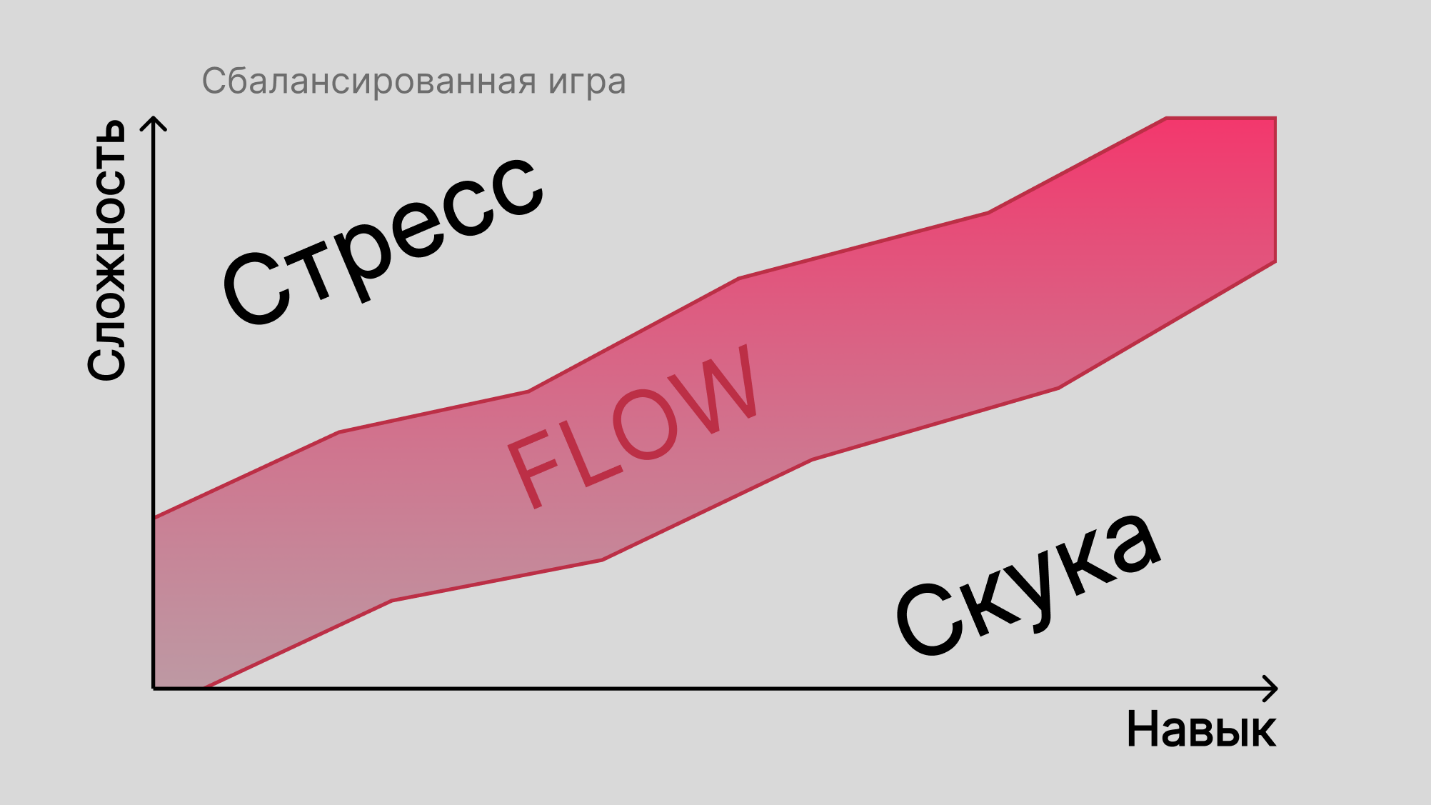 Сбалансированная игра
Сложность
Стресс
FLOW
Скука
Навык